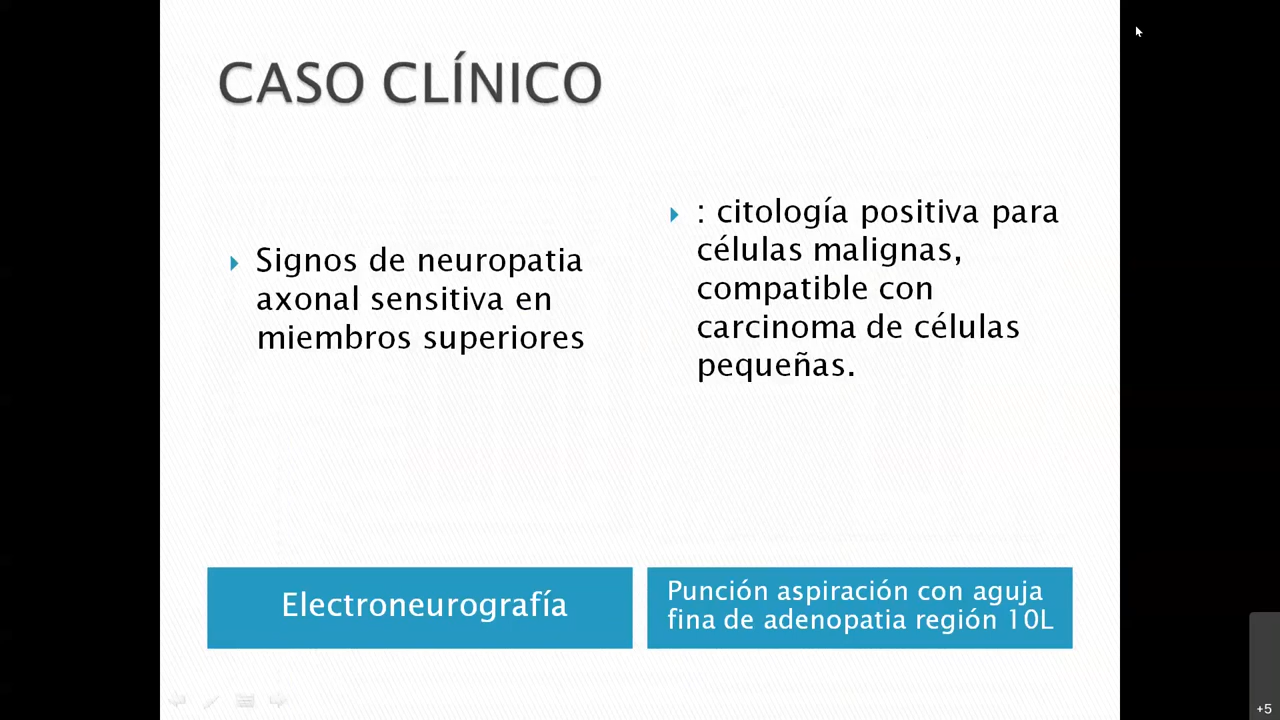 CASO CLÍNICO
Signos de neuropatia
axonal sensitiva en
miembros superiores
: citología positiva para
células malignas,
compatible con
carcinoma de células
pequeñas.
Electroneurografía
Punción aspiración con aguja
fina de adenopatia región 10L
+5